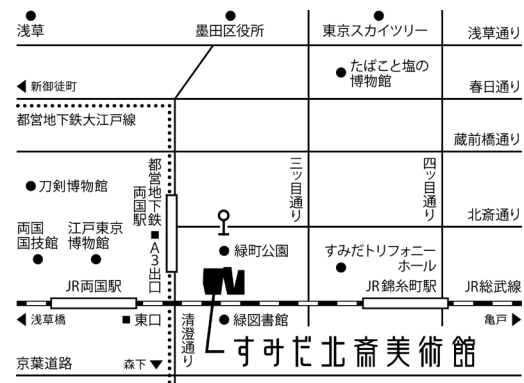 浅草
墨田区役所
東京スカイツリー
浅草通り
たばこと塩の
博物館
新御徒町
春日通り
都営地下鉄大江戸線
蔵前橋通り
刀剣博物館
都営地下鉄
両国駅
A3出口
三ッ目通り
四ッ目通り
北斎通り
両国
国技館
江戸東京
博物館
緑町公園
すみだトリフォニー
ホール
JR両国駅
JR錦糸町駅
JR総武線
浅草橋
東口
清澄通り
緑図書館
亀戸
すみだ北斎美術館
京葉道路
森下